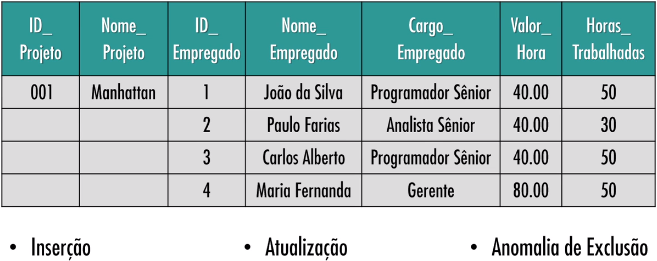 ID_ Projeto Nome_ Projeto ID_ Empregado Nome_ Empregado Cargo_ Empregado Valor_ Hora Horas_ Trabalhadas
001 Manhattan 1 João da Silva Programador Sênior 40.00 50
2 Paulo Farias Analista Sênior 40.00 30
3 Carlos Alberto Programador Sênior 40.00 50
4 Maria Fernanda Gerente 80.00 50
• Inserção • Atualização • Anomalia de Exclusão